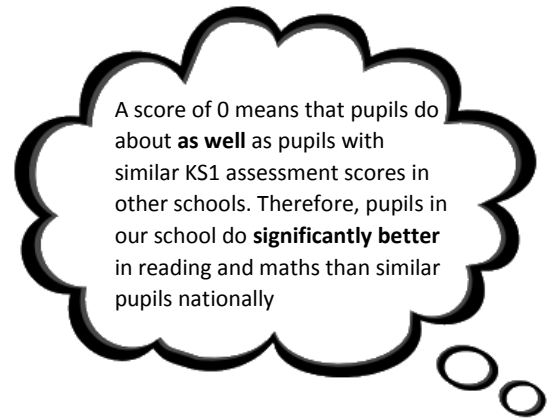 A score of 0 means that pupils do
about as well as pupils with
similar KS1 assessment scores in
other schools. Therefore, pupils in
our school do significantly better
in reading and maths than similar
pupils nationally